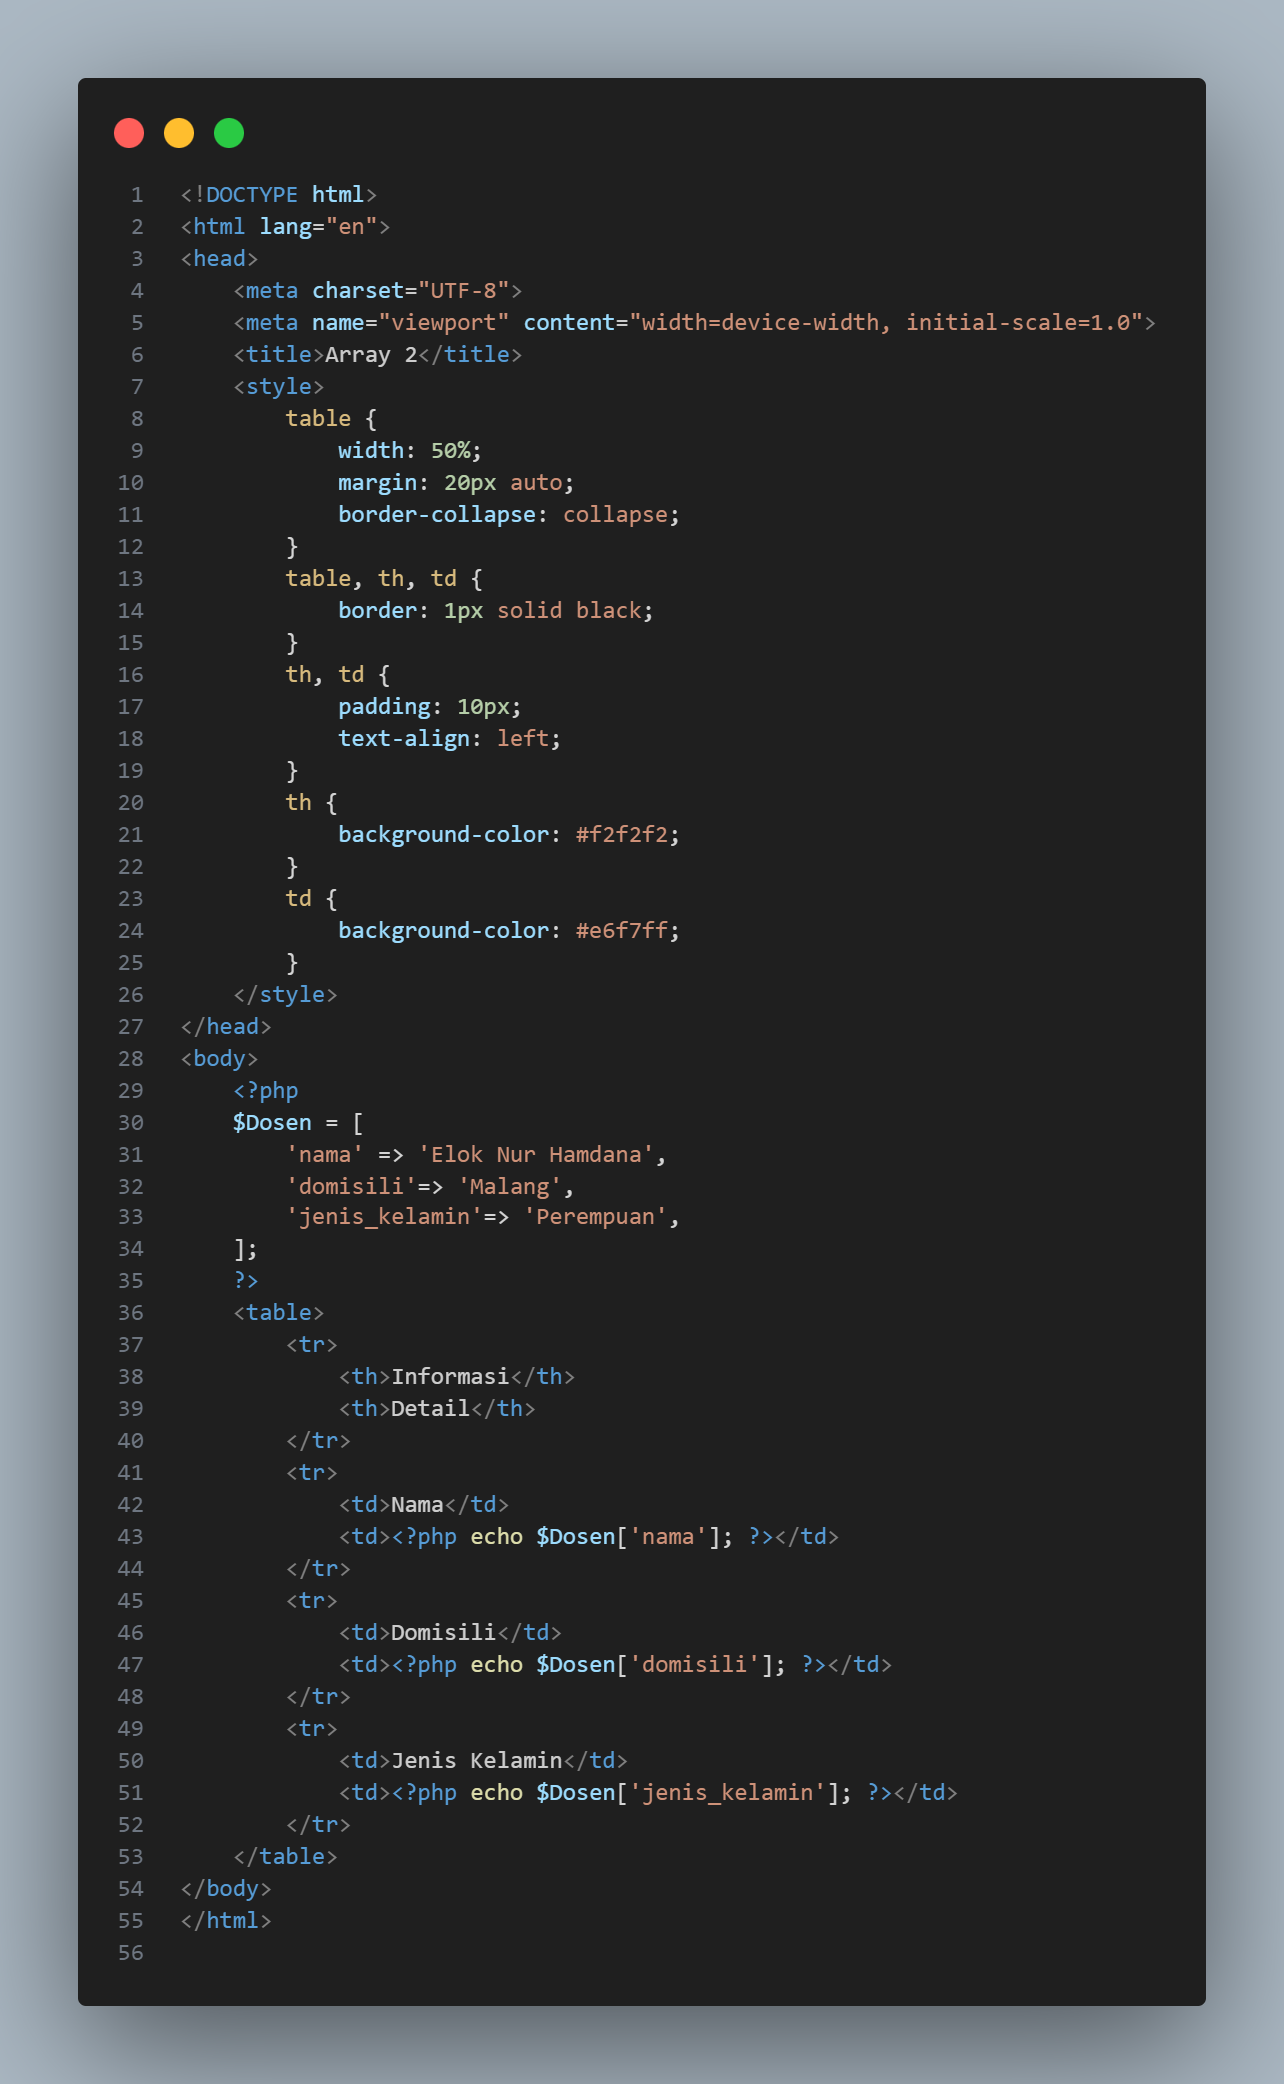 1 <!DOCTYPE html>
2 <html lang="en">
3 <head>
4     <meta charset="UTF-8">
5     <meta name="viewport" content="width=device-width, initial-scale=1.0">
6     <title>Array 2</title>
7     <style>
8         table {
9             width: 50%;
10             margin: 20px auto;
11             border-collapse: collapse;
12         }
13         table, th, td {
14             border: 1px solid black;
15         }
16         th, td {
17             padding: 10px;
18             text-align: left;
19         }
20         th {
21             background-color: #f2f2f2;
22         }
23         td {
24             background-color: #e6f7ff;
25         }
26     </style>
27 </head>
28 <body>
29     <?php
30     $Dosen = [
31         'nama' => 'Elok Nur Hamdana',
32         'domisili'=> 'Malang',
33         'jenis_kelamin'=> 'Perempuan',
34     ];
35     ?>
36     <table>
37         <tr>
38             <th>Informasi</th>
39             <th>Detail</th>
40         </tr>
41         <tr>
42             <td>Nama</td>
43             <td><?php echo $Dosen['nama']; ?></td>
44         </tr>
45         <tr>
46             <td>Domisili</td>
47             <td><?php echo $Dosen['domisili']; ?></td>
48         </tr>
49         <tr>
50             <td>Jenis Kelamin</td>
51             <td><?php echo $Dosen['jenis_kelamin']; ?></td>
52         </tr>
53     </table>
54 </body>
55 </html>
56